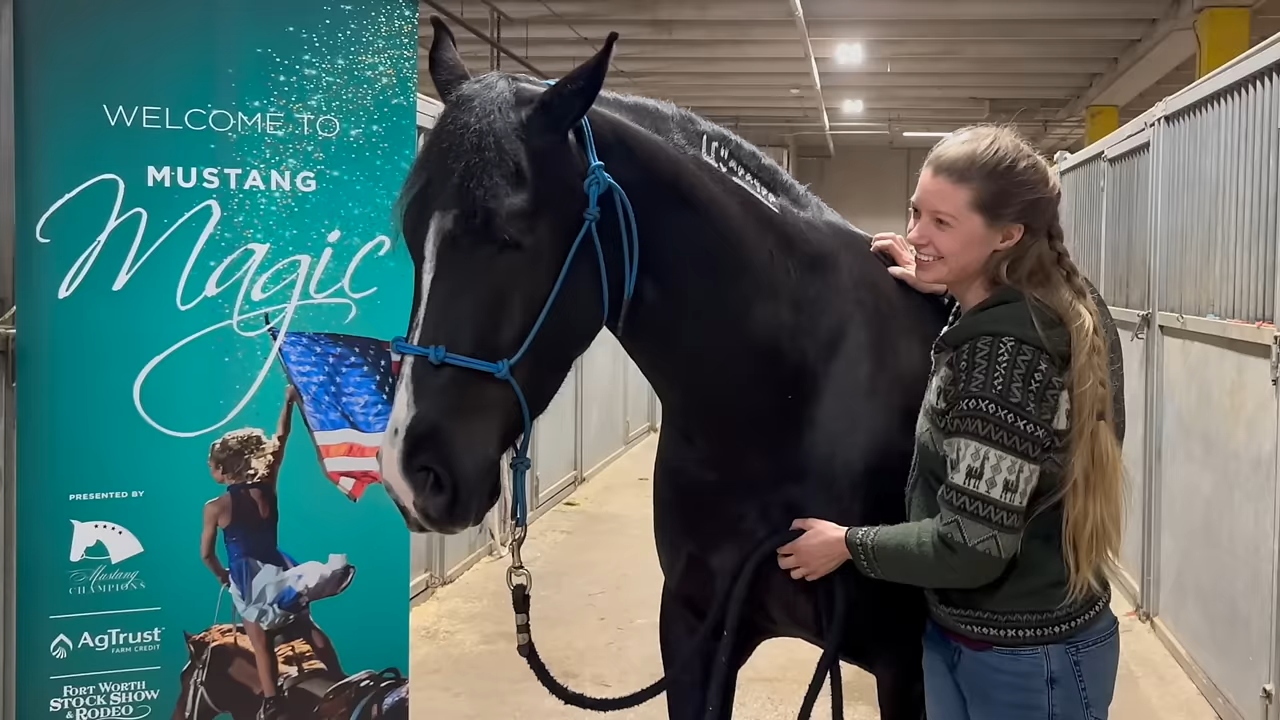 WELCOME TO
MUSTANG
Magic
PRESENTED BY
Mustang
CHAMPIONS
AgTrust
FARM CREDIT
FORT WORTH
STOCK SHOW
& RODEO